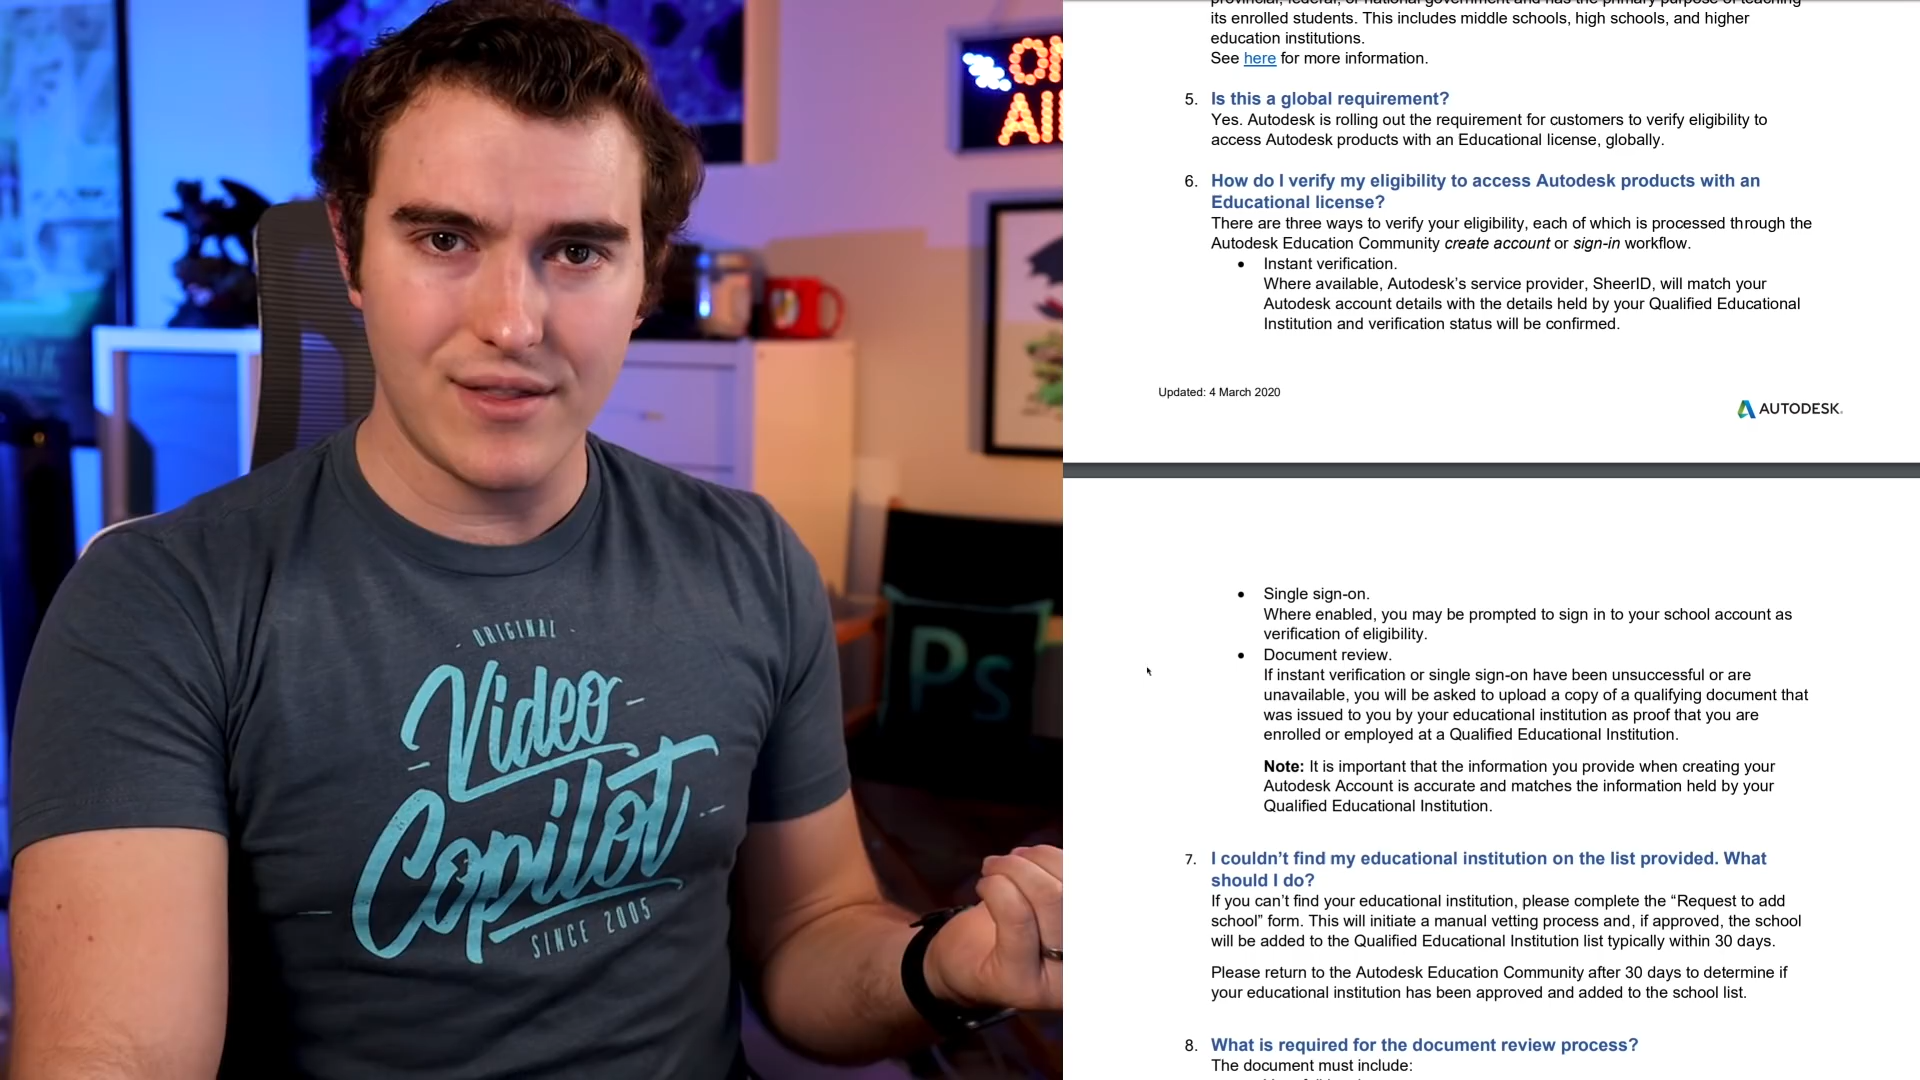 ON
AIR
Ps
ORIGINAL
Video
Copilot
SINCE 2005
provincial, federal, or national government and has the primary purpose of teaching
its enrolled students. This includes middle schools, high schools, and higher
education institutions.
See here for more information.
5. Is this a global requirement?
Yes. Autodesk is rolling out the requirement for customers to verify eligibility to
access Autodesk products with an Educational license, globally.
6. How do I verify my eligibility to access Autodesk products with an
Educational license?
There are three ways to verify your eligibility, each of which is processed through the
Autodesk Education Community create account or sign-in workflow.
• Instant verification.
Where available, Autodesk’s service provider, SheerID, will match your
Autodesk account details with the details held by your Qualified Educational
Institution and verification status will be confirmed.
Updated: 4 March 2020
AUTODESK.
• Single sign-on.
Where enabled, you may be prompted to sign in to your school account as
verification of eligibility.
• Document review.
If instant verification or single sign-on have been unsuccessful or are
unavailable, you will be asked to upload a copy of a qualifying document that
was issued to you by your educational institution as proof that you are
enrolled or employed at a Qualified Educational Institution.
Note: It is important that the information you provide when creating your
Autodesk Account is accurate and matches the information held by your
Qualified Educational Institution.
7. I couldn’t find my educational institution on the list provided. What
should I do?
If you can’t find your educational institution, please complete the “Request to add
school” form. This will initiate a manual vetting process and, if approved, the school
will be added to the Qualified Educational Institution list typically within 30 days.
Please return to the Autodesk Education Community after 30 days to determine if
your educational institution has been approved and added to the school list.
8. What is required for the document review process?
The document must include: